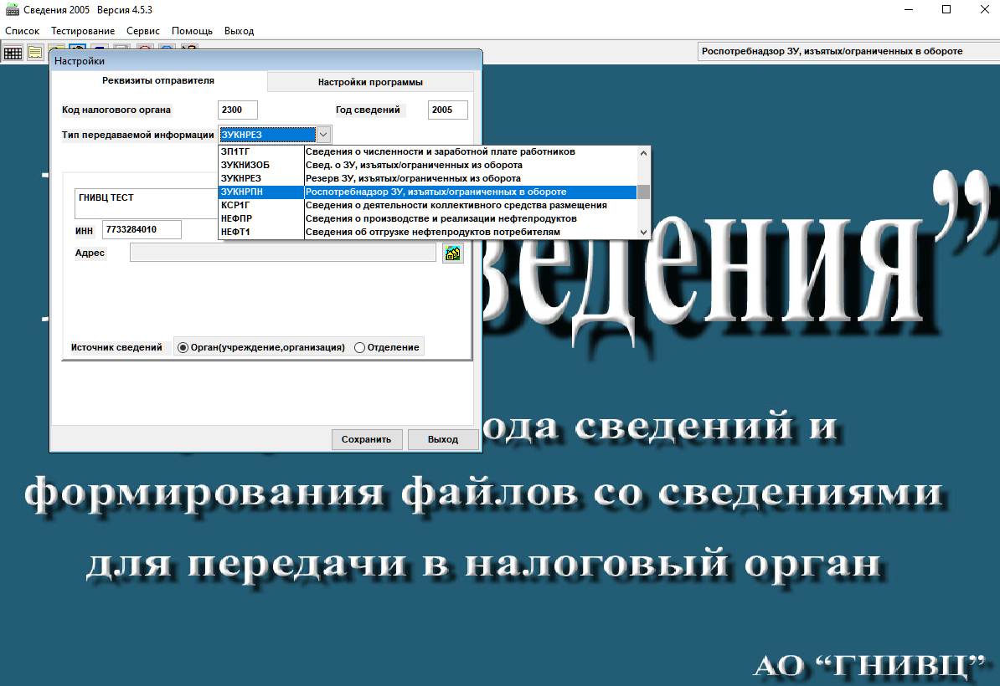 Сведения 2005 Версия 4.5.3
Список Тестирование Сервис Помощь Выход
Роспотребнадзор ЗУ, изъятых/ограниченных в обороте
Настройки
Реквизиты отправителя Настройки программы
Код налогового органа 2300 Год сведений 2005
Тип передаваемой информации ЗУКНРЕЗ
ЗП1ТГ Сведения о численности и заработной плате работников
ЗУКНИЗОБ Свед. о ЗУ, изъятых/ограниченных из оборота
ЗУКНРЕЗ Резерв ЗУ, изъятых/ограниченных из оборота
ЗУКНРПН Роспотребнадзор ЗУ, изъятых/ограниченных в обороте
КСР1Г Сведения о деятельности коллективного средства размещения
НЕФПР Сведения о производстве и реализации нефтепродуктов
НЕФТ1 Сведения об отгрузке нефтепродуктов потребителям
ГНИВЦ ТЕСТ
ИНН 7733284010
Адрес
Источник сведений Орган(учреждение,организация) Отделение
Сохранить Выход
ведения”
ода сведений и
формирования файлов со сведениями
для передачи в налоговый орган
АО “ГНИВЦ”